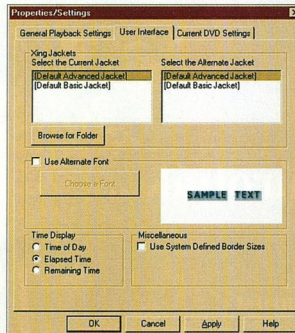 Properties/Settings
General Playback Settings User Interface Current DVD Settings
Xing Jackets
Select the Current Jacket Select the Alternate Jacket
[Default Advanced Jacket] [Default Advanced Jacket]
[Default Basic Jacket] [Default Basic Jacket]
Browse for Folder
Use Alternate Font
Choose a Font
SAMPLE TEXT
Time Display Miscellaneous
Time of Day Use System Defined Border Sizes
Elapsed Time
Remaining Time
OK Cancel Apply Help